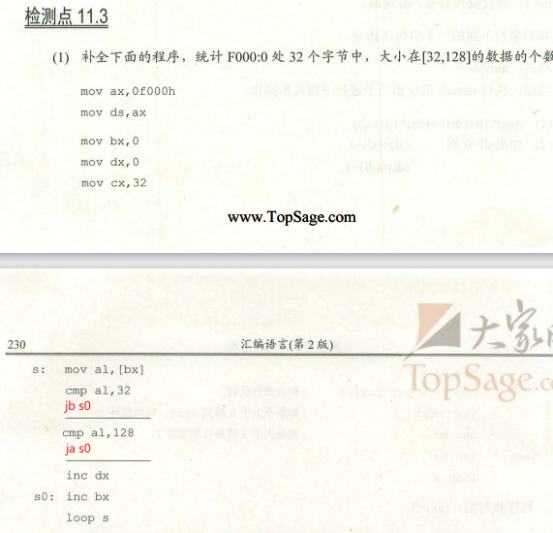 检测点 11.3
(1) 补全下面的程序，统计 F000:0 处 32 个字节中，大小在[32,128]的数据的个数
mov ax,0f000h
mov ds,ax
mov bx,0
mov dx,0
mov cx,32
www.TopSage.com
230 汇编语言(第 2 版)
大家
TopSage.c
s: mov al,[bx]
cmp al,32
jb s0
cmp al,128
ja s0
inc dx
s0: inc bx
loop s